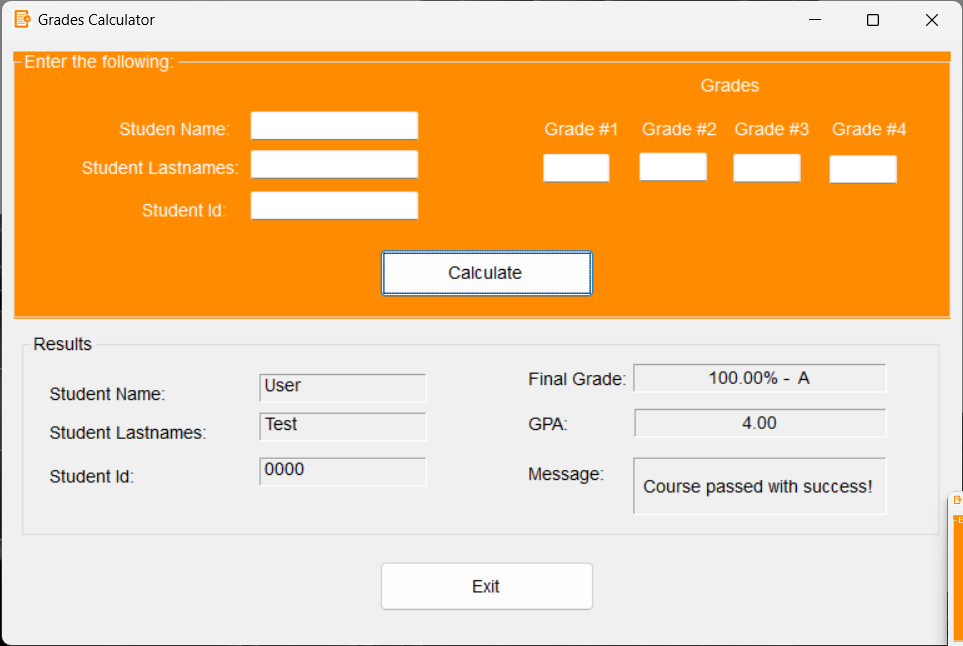 Grades Calculator
Enter the following:
Grades
Studen Name:
Grade #1 Grade #2 Grade #3 Grade #4
Student Lastnames:
Student Id:
Calculate
Results
Student Name: User
Final Grade: 100.00% - A
Student Lastnames: Test
GPA: 4.00
Student Id: 0000
Message: Course passed with success!
Exit